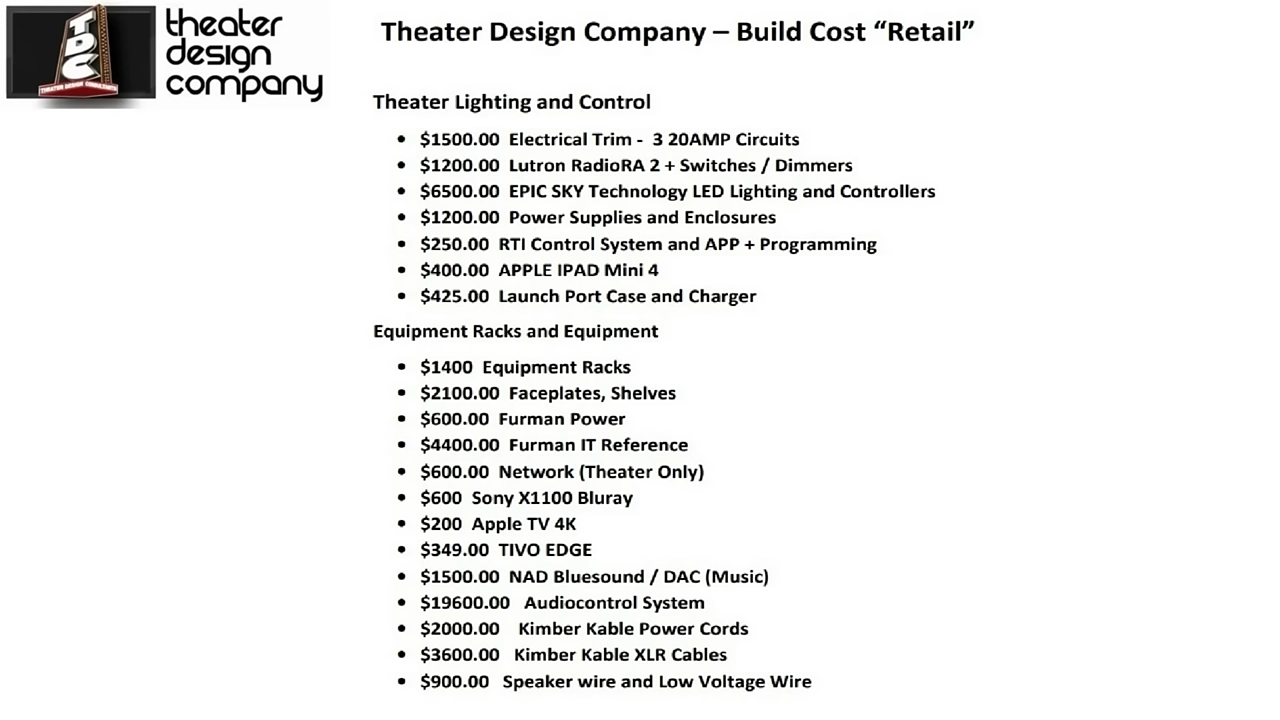 TDC
THEATER DESIGN CONSULTANTS
theater
design
company
Theater Design Company – Build Cost “Retail”
Theater Lighting and Control
• $1500.00 Electrical Trim - 3 20AMP Circuits
• $1200.00 Lutron RadioRA 2 + Switches / Dimmers
• $6500.00 EPIC SKY Technology LED Lighting and Controllers
• $1200.00 Power Supplies and Enclosures
• $250.00 RTI Control System and APP + Programming
• $400.00 APPLE IPAD Mini 4
• $425.00 Launch Port Case and Charger
Equipment Racks and Equipment
• $1400 Equipment Racks
• $2100.00 Faceplates, Shelves
• $600.00 Furman Power
• $4400.00 Furman IT Reference
• $600.00 Network (Theater Only)
• $600 Sony X1100 Bluray
• $200 Apple TV 4K
• $349.00 TIVO EDGE
• $1500.00 NAD Bluesound / DAC (Music)
• $19600.00 Audiocontrol System
• $2000.00 Kimber Kable Power Cords
• $3600.00 Kimber Kable XLR Cables
• $900.00 Speaker wire and Low Voltage Wire